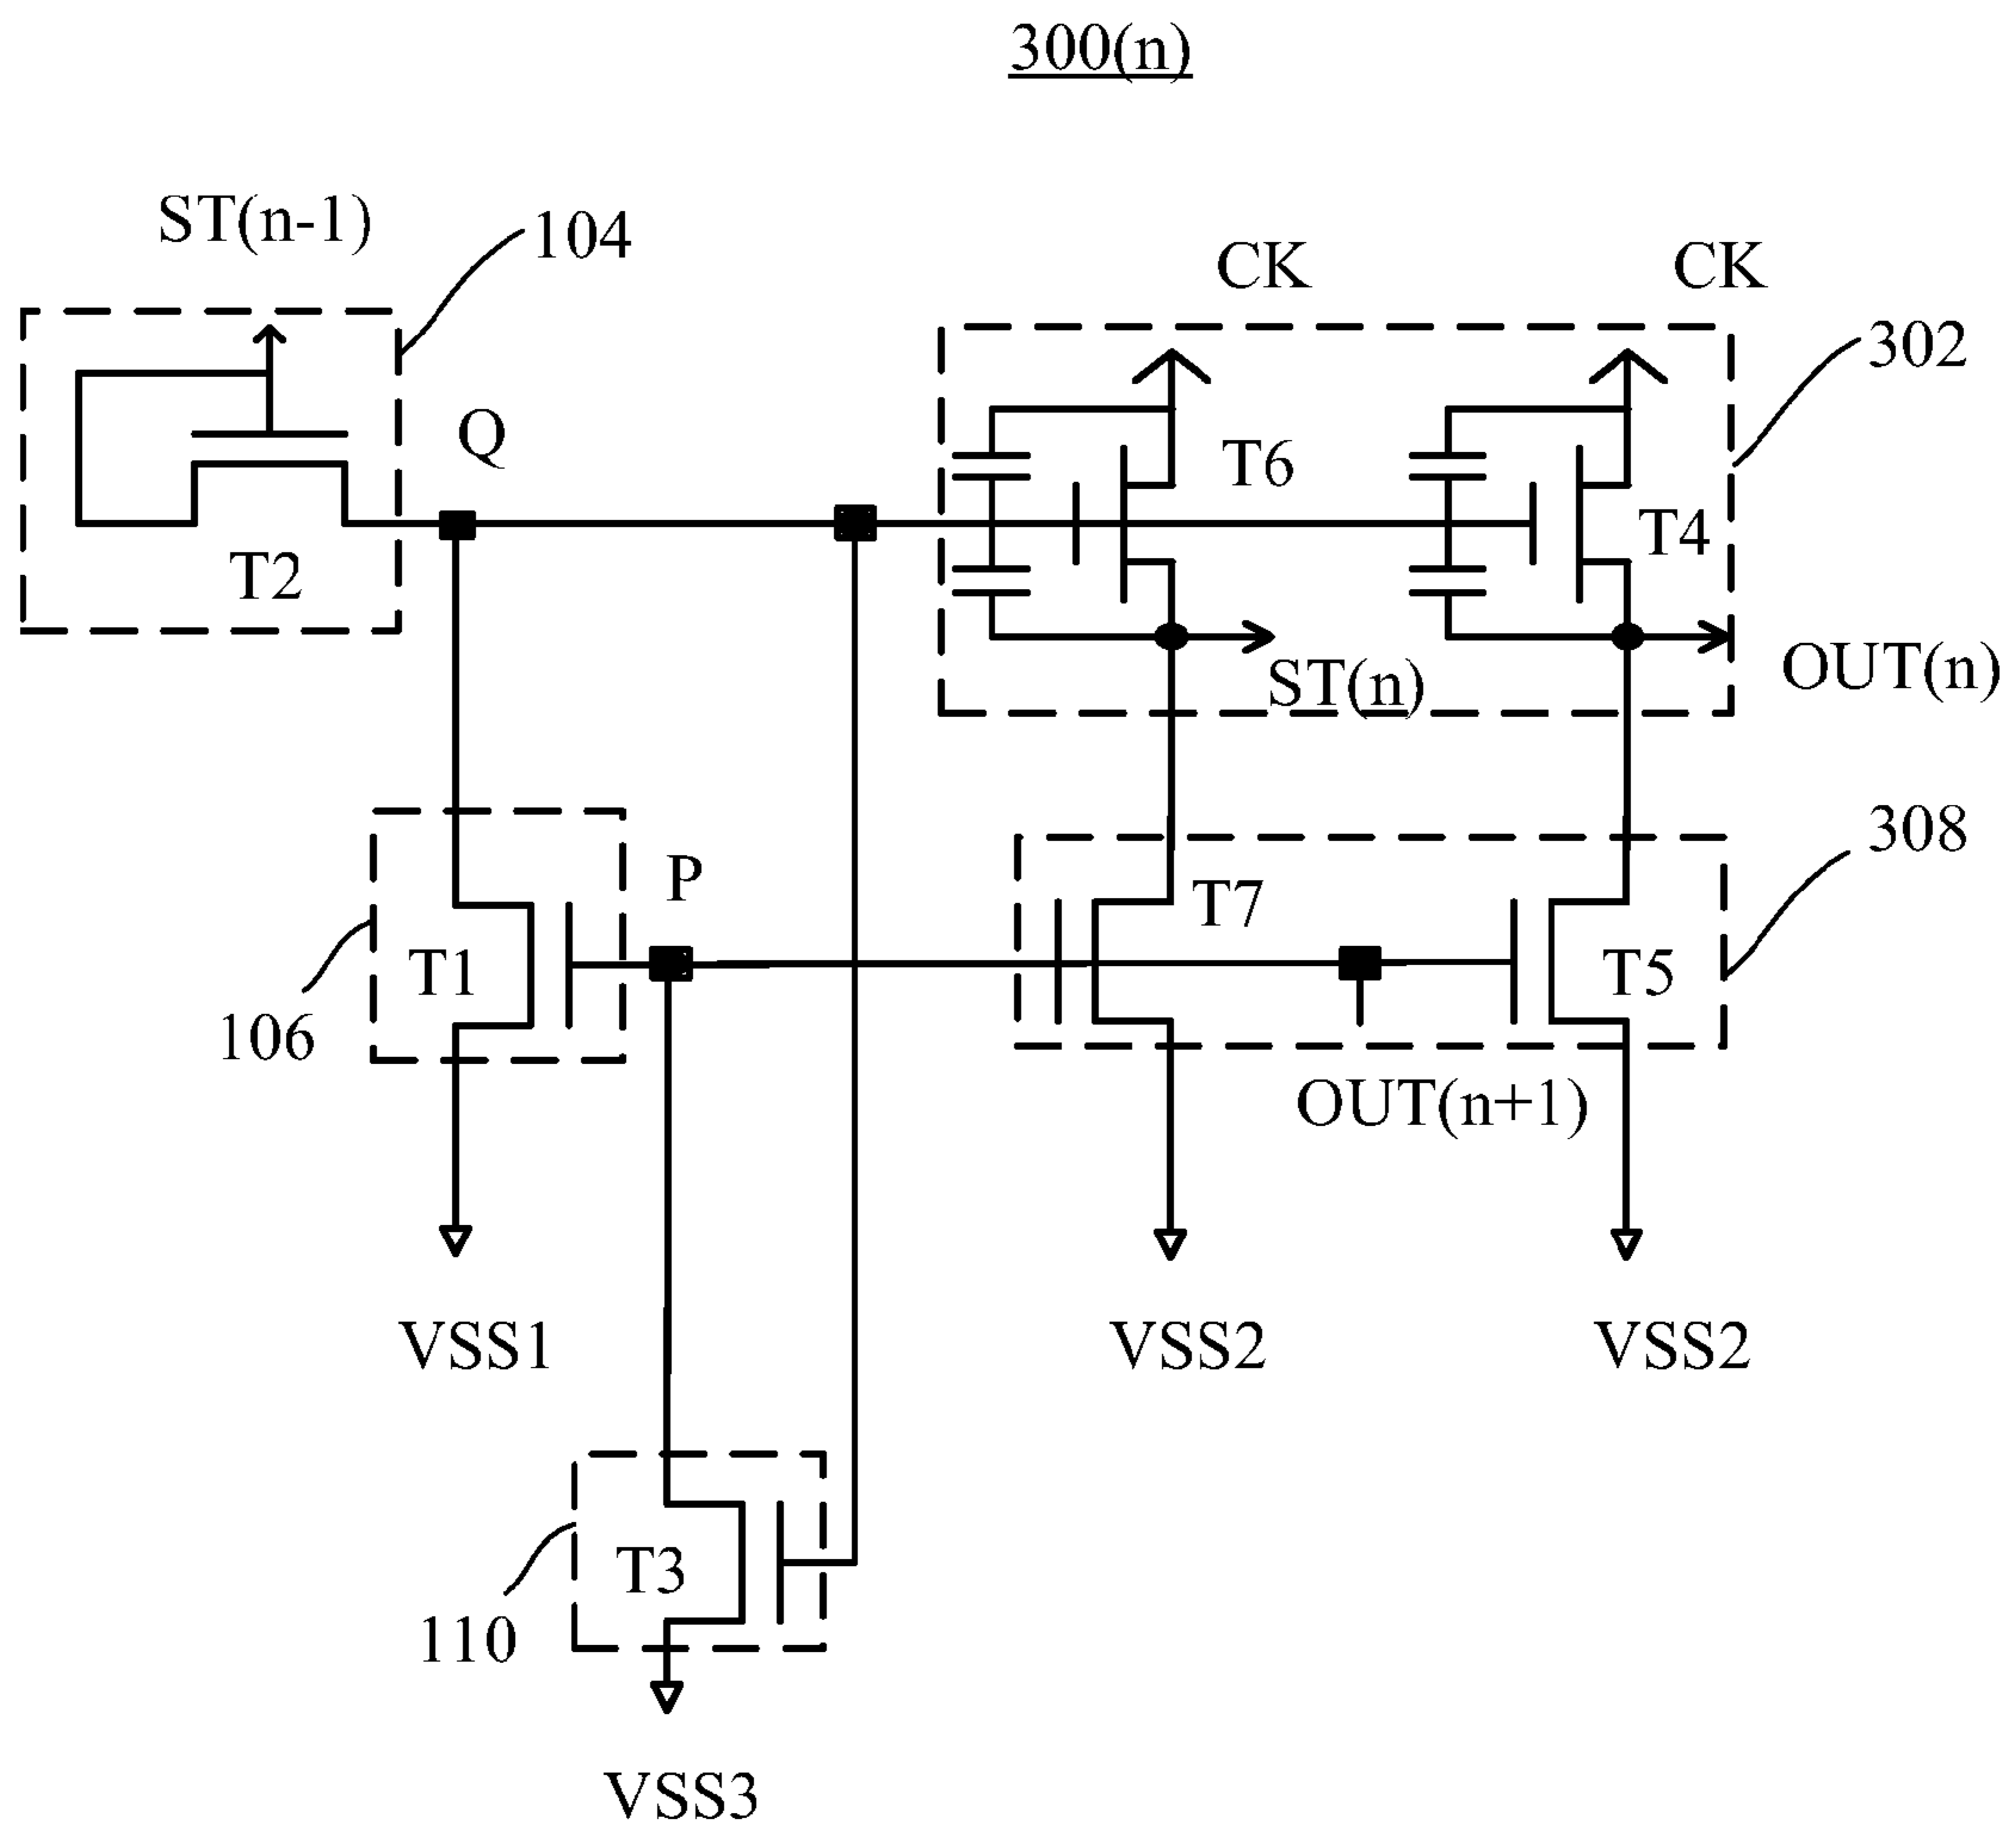 300(n)
ST(n-1)
104
CK
CK
302
Q
T6
T4
T2
ST(n)
OUT(n)
308
P
T7
T1
T5
106
OUT(n+1)
VSS1
VSS2
VSS2
T3
110
VSS3